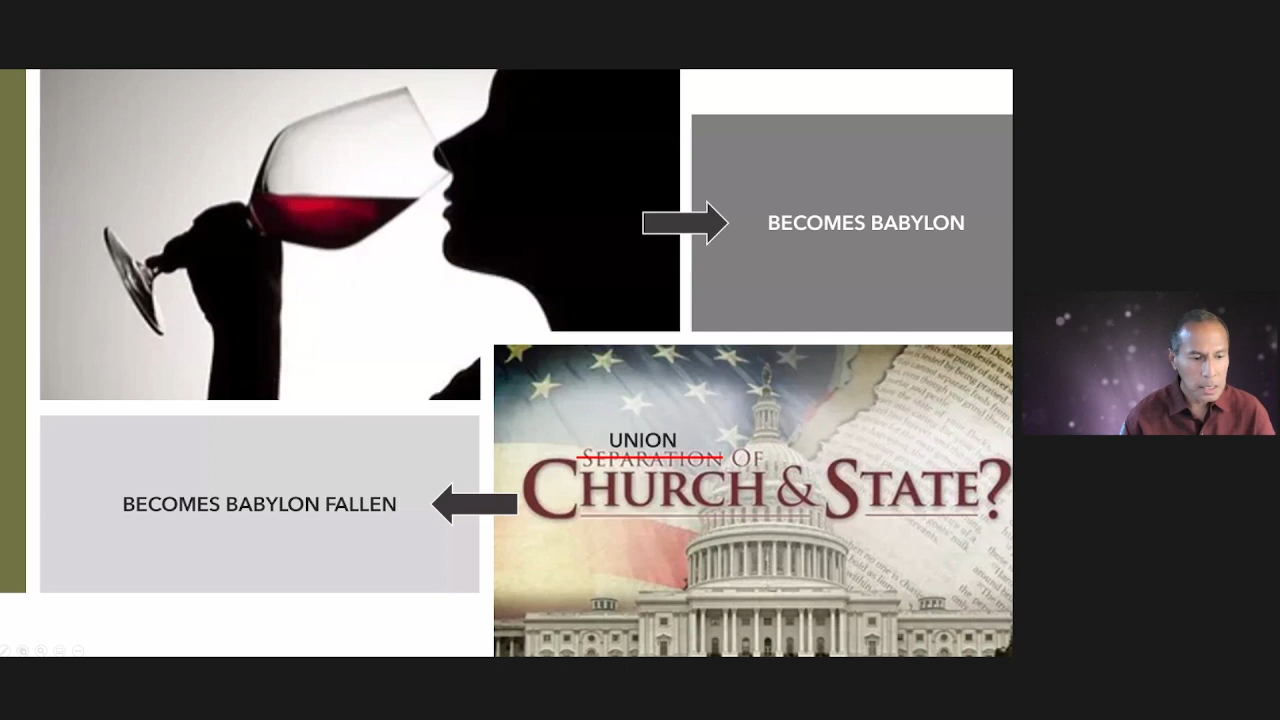 BECOMES BABYLON
UNION
SEPARATION OF
CHURCH & STATE?
BECOMES BABYLON FALLEN